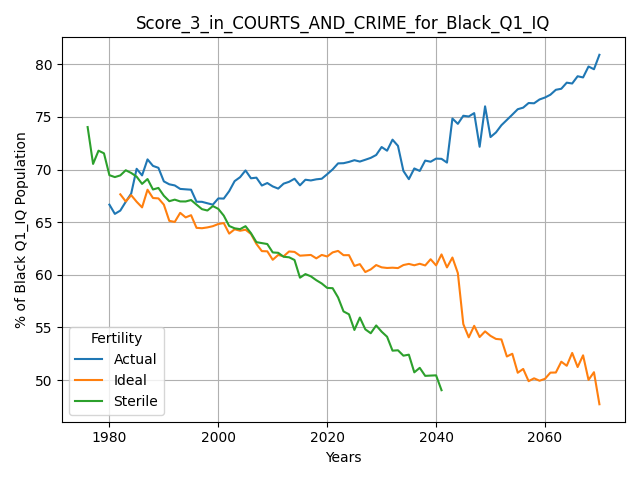 Score_3_in_COURTS_AND_CRIME_for_Black_Q1_IQ
% of Black Q1_IQ Population
80
75
70
65
60
55
50
Fertility
Actual
Ideal
Sterile
1980
2000
2020
2040
2060
Years